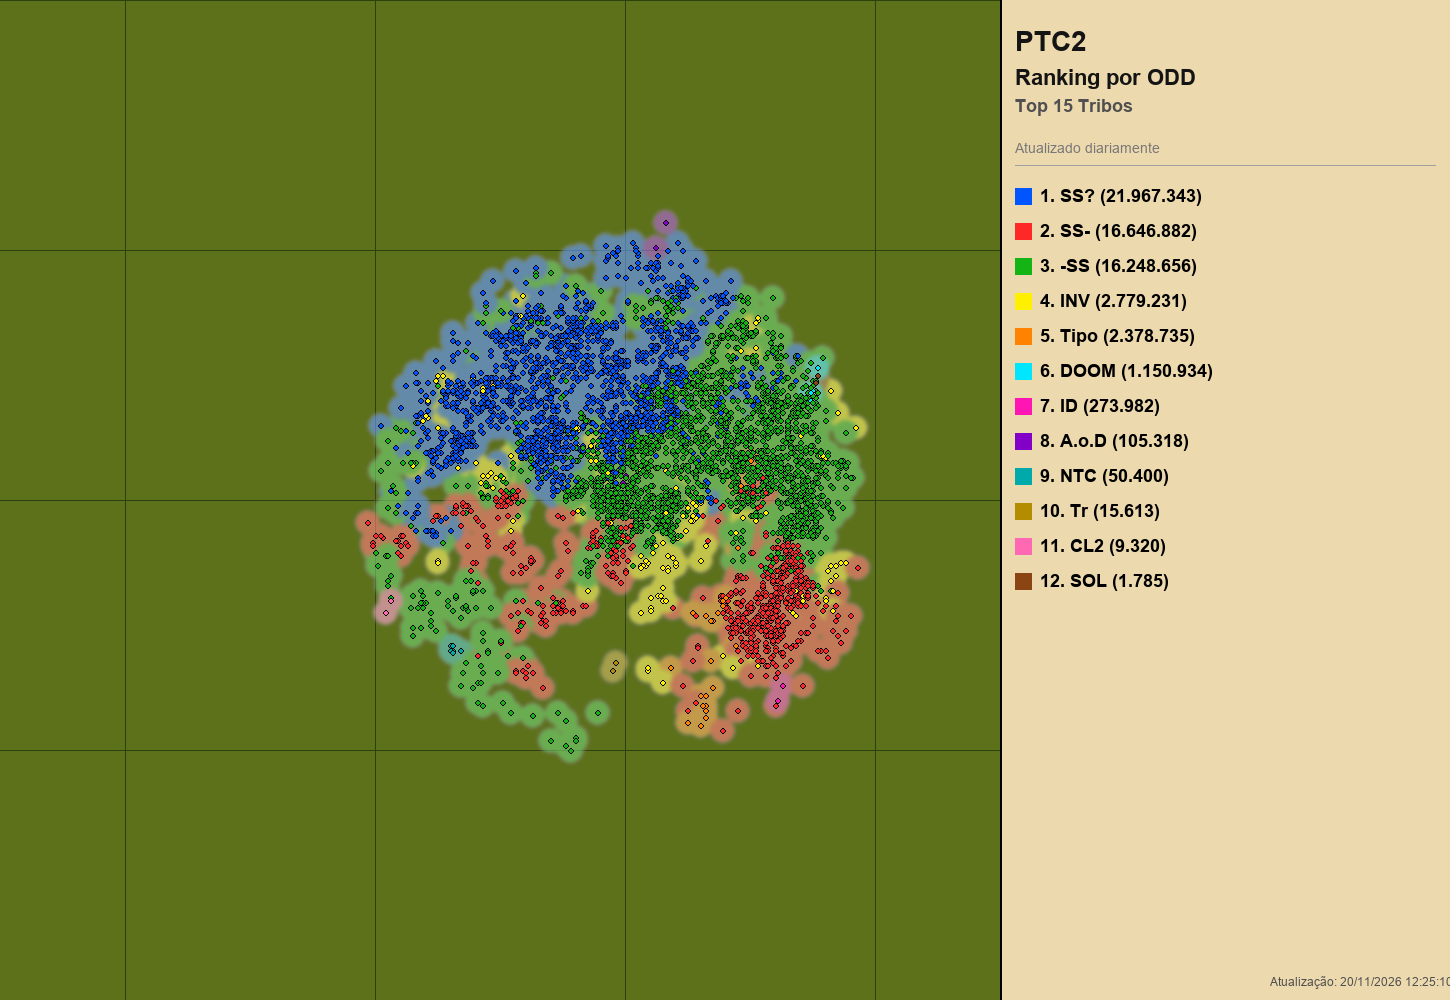 PTC2
Ranking por ODD
Top 15 Tribos
Atualizado diariamente
1. SS? (21.967.343)
2. SS- (16.646.882)
3. -SS (16.248.656)
4. INV (2.779.231)
5. Tipo (2.378.735)
6. DOOM (1.150.934)
7. ID (273.982)
8. A.o.D (105.318)
9. NTC (50.400)
10. Tr (15.613)
11. CL2 (9.320)
12. SOL (1.785)
Atualização: 20/11/2026 12:25:10